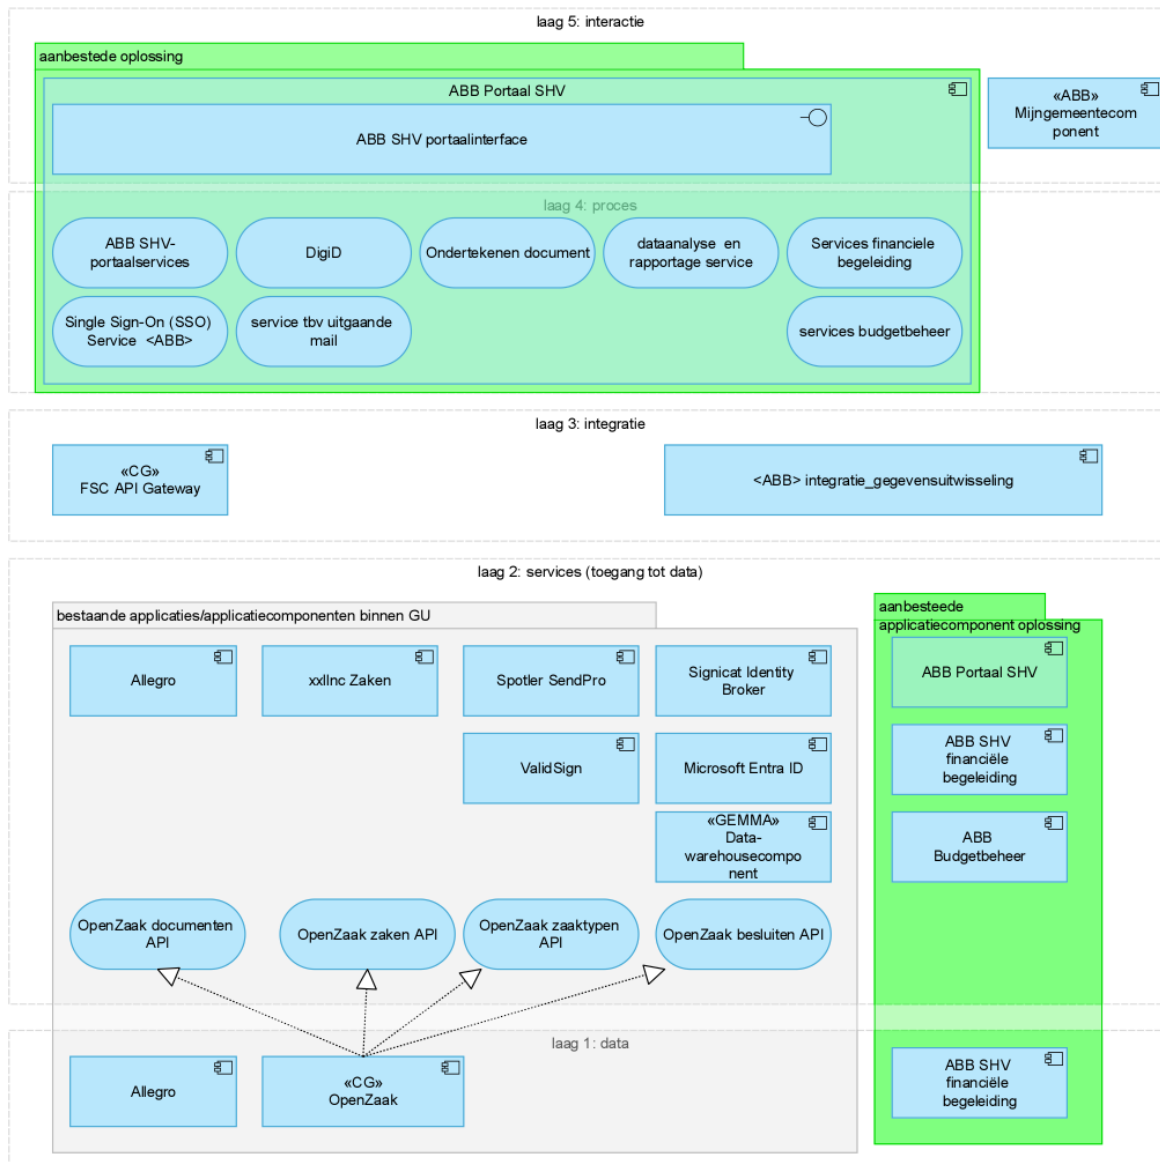 laag 5: interactie
aanbestede oplossing
ABB Portaal SHV
ABB SHV portaalinterface
«ABB»
Mijngemeentecom
ponent
laag 4: proces
ABB SHV-
portaalservices
DigiD
Ondertekenen document
dataanalyse en
rapportage service
Services financiele
begeleiding
Single Sign-On (SSO)
Service <ABB>
service tbv uitgaande
mail
services budgetbeheer
laag 3: integratie
«CG»
FSC API Gateway
<ABB> integratie_gegevensuitwisseling
laag 2: services (toegang tot data)
bestaande applicaties/applicatiecomponenten binnen GU
aanbesteede
applicatiecomponent oplossing
Allegro
xxllnc Zaken
Spotler SendPro
Signicat Identity
Broker
ABB Portaal SHV
ValidSign
Microsoft Entra ID
ABB SHV
financiële
begeleiding
«GEMMA»
Data-
warehousecompo
nent
ABB
Budgetbeheer
OpenZaak documenten
API
OpenZaak zaken API
OpenZaak zaaktypen
API
OpenZaak besluiten API
laag 1: data
Allegro
«CG»
OpenZaak
ABB SHV
financiële
begeleiding